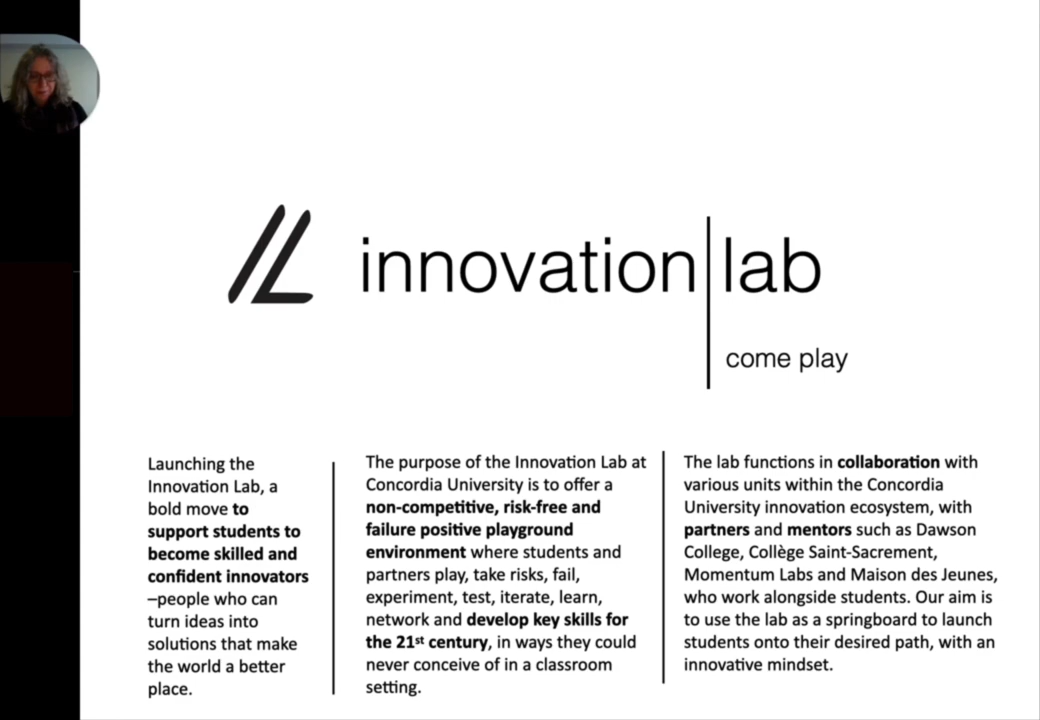 innovation lab
come play
Launching the
Innovation Lab, a
bold move to
support students to
become skilled and
confident innovators
–people who can
turn ideas into
solutions that make
the world a better
place.
The purpose of the Innovation Lab at
Concordia University is to offer a
non-competitive, risk-free and
failure positive playground
environment where students and
partners play, take risks, fail,
experiment, test, iterate, learn,
network and develop key skills for
the 21st century, in ways they could
never conceive of in a classroom
setting.
The lab functions in collaboration with
various units within the Concordia
University innovation ecosystem, with
partners and mentors such as Dawson
College, Collège Saint-Sacrement,
Momentum Labs and Maison des Jeunes,
who work alongside students. Our aim is
to use the lab as a springboard to launch
students onto their desired path, with an
innovative mindset.